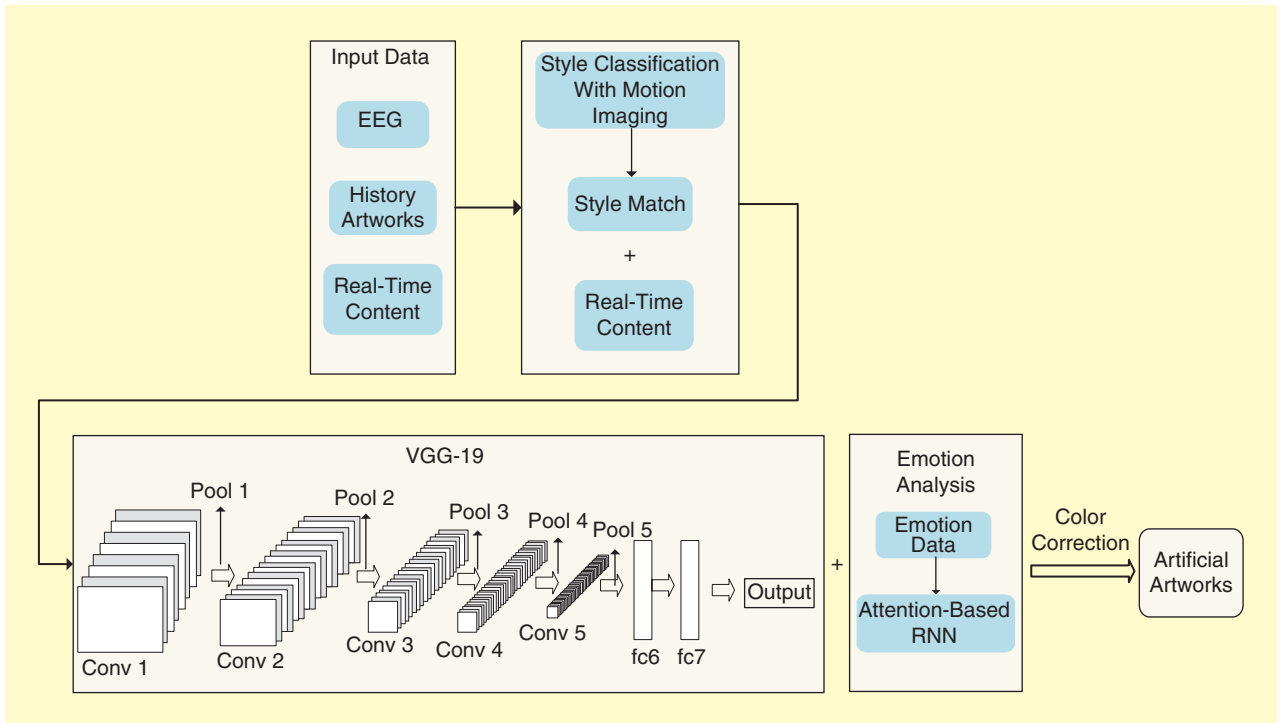 Input Data
EEG
History
Artworks
Real-Time
Content
Style Classification
With Motion
Imaging
Style Match
+
Real-Time
Content
VGG-19
Pool 1
Pool 2
Pool 3
Pool 4
Pool 5
Conv 1
Conv 2
Conv 3
Conv 4
Conv 5
fc6
fc7
Output
+
Emotion
Analysis
Emotion
Data
Attention-Based
RNN
Color
Correction
Artificial
Artworks